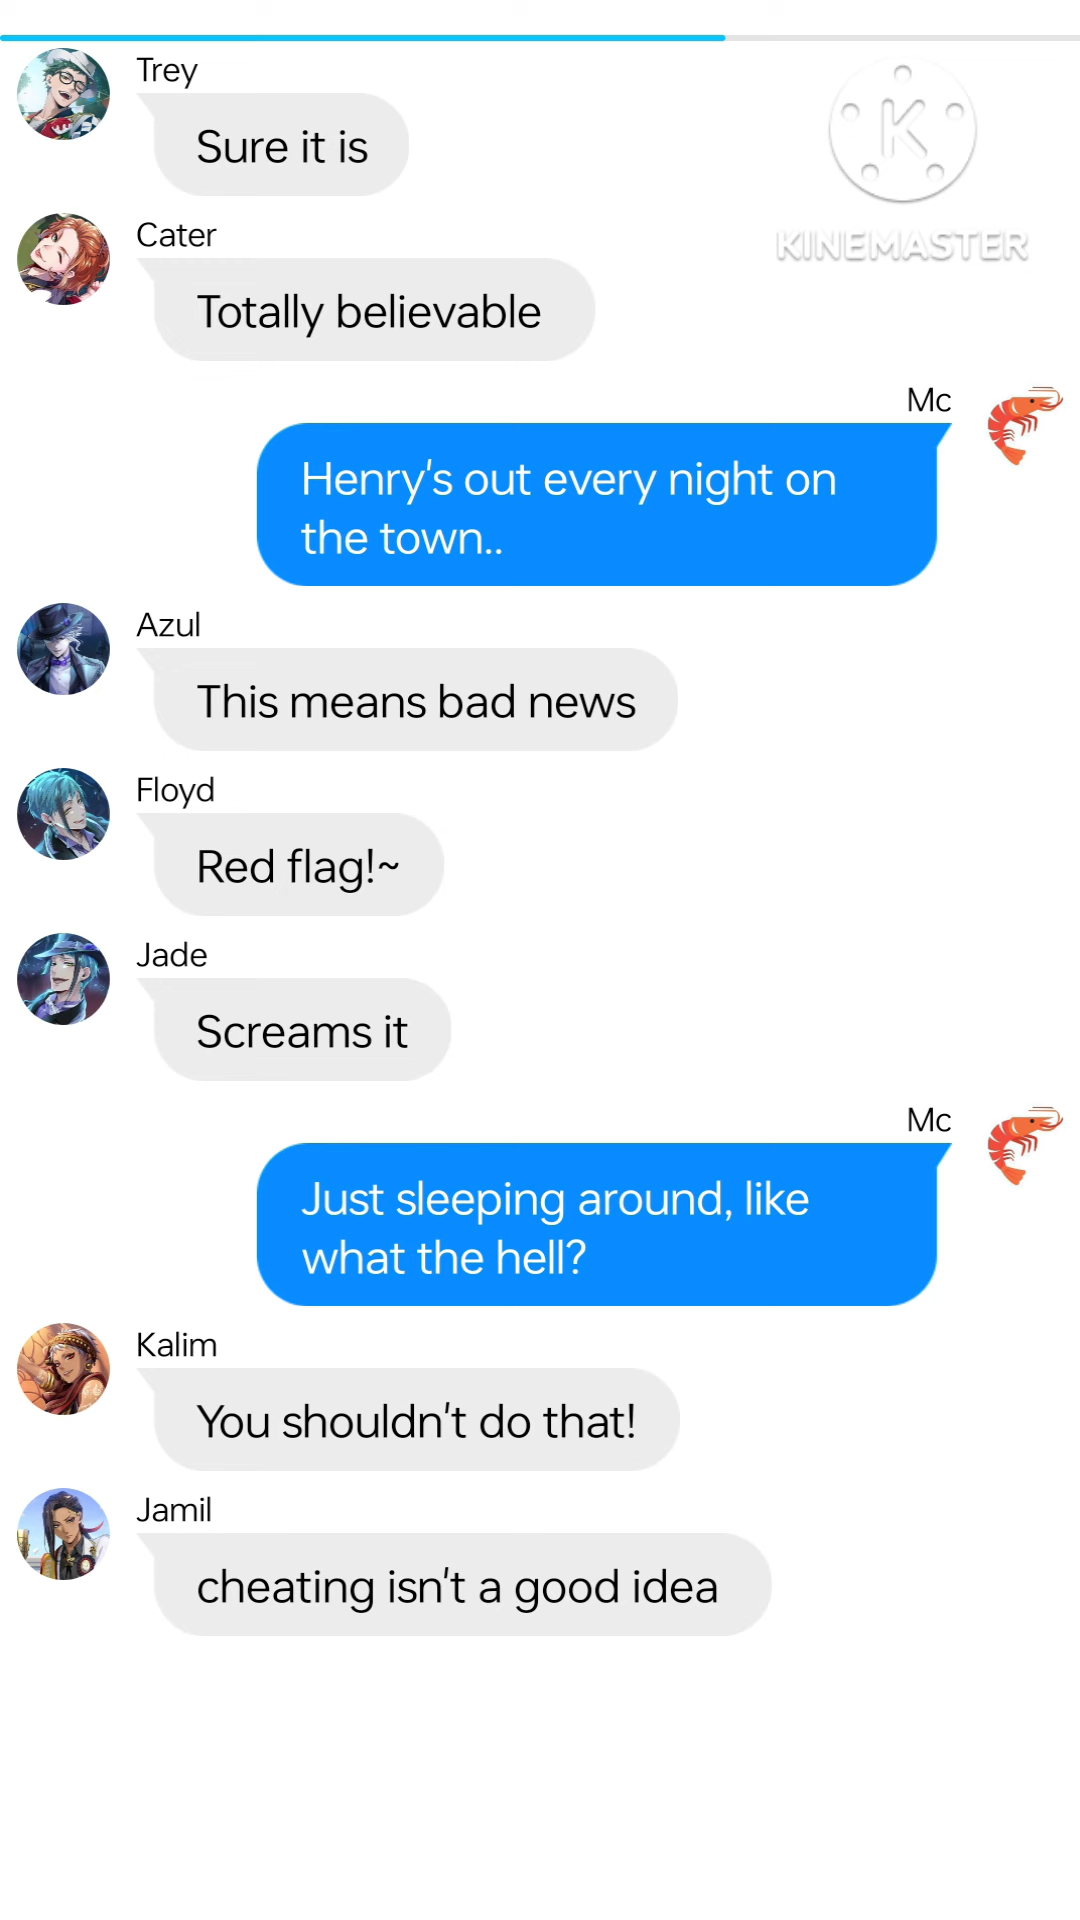 Trey
Sure it is
K
KINEMASTER
Cater
Totally believable
Mc
Henry's out every night on
the town..
Azul
This means bad news
Floyd
Red flag!~
Jade
Screams it
Mc
Just sleeping around, like
what the hell?
Kalim
You shouldn't do that!
Jamil
cheating isn't a good idea